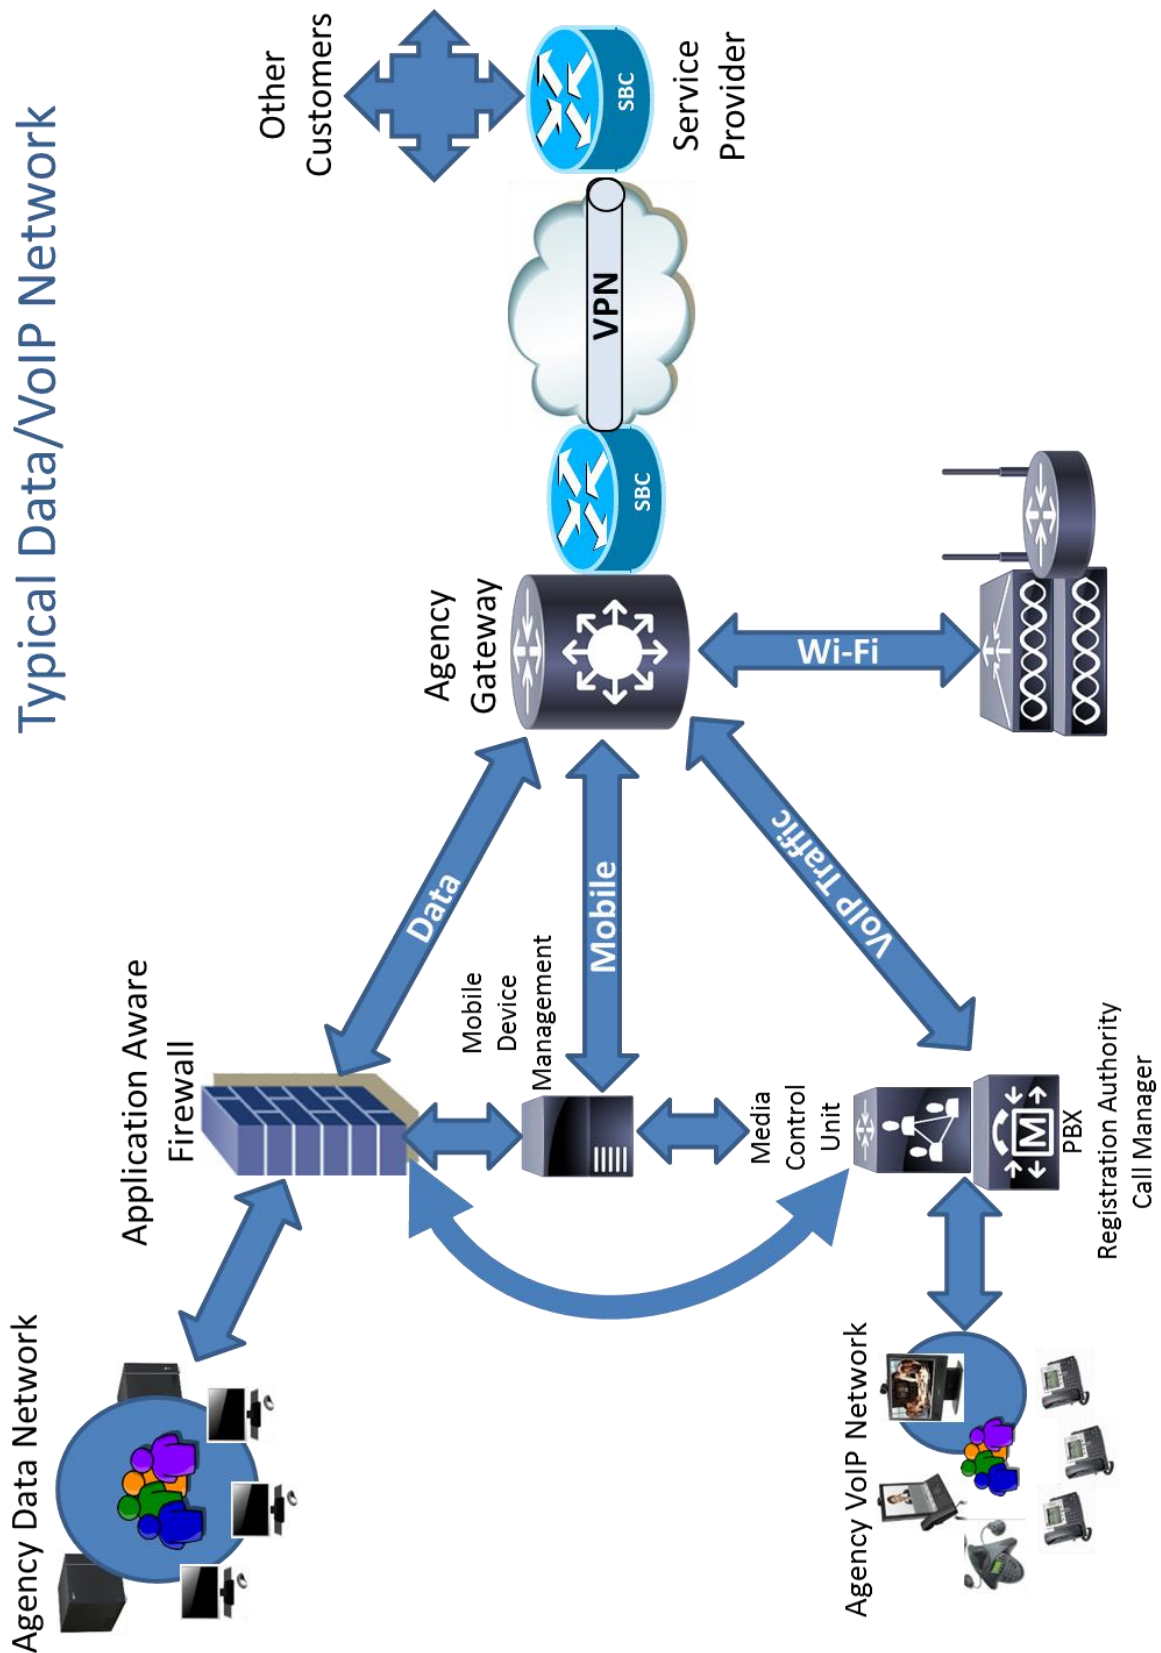 Typical Data/VoIP Network
Agency Data Network
Application Aware
Firewall
Data
Agency
Gateway
Other
Customers
Mobile
Device
Management
Mobile
SBC
VPN
SBC
Service
Provider
Media
Control
Unit
VoIP Traffic
Wi-Fi
Agency VoIP Network
M
PBX
Registration Authority
Call Manager